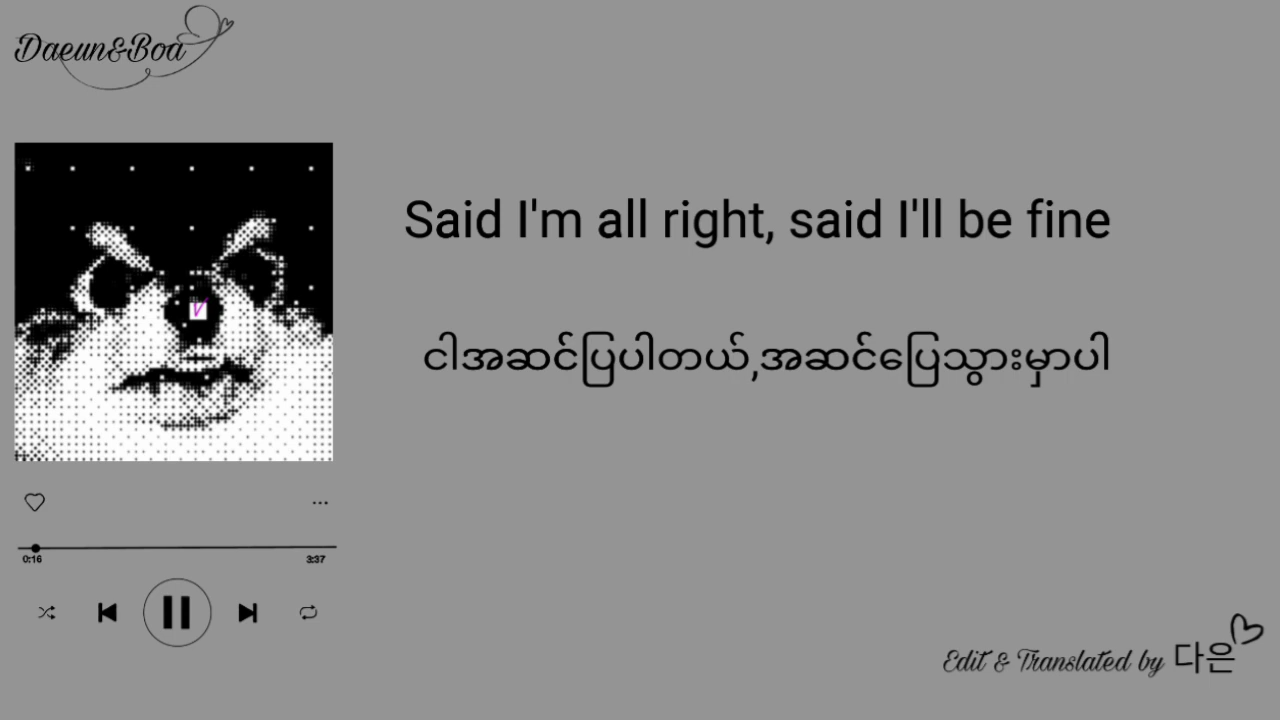 Daeun&Boa
Said I'm all right, said I'll be fine
ငါအဆင်ပြပါတယ်,အဆင်ပြေသွားမှာပါ
V
...
0:16 3:37
Edit & Translated by 다은